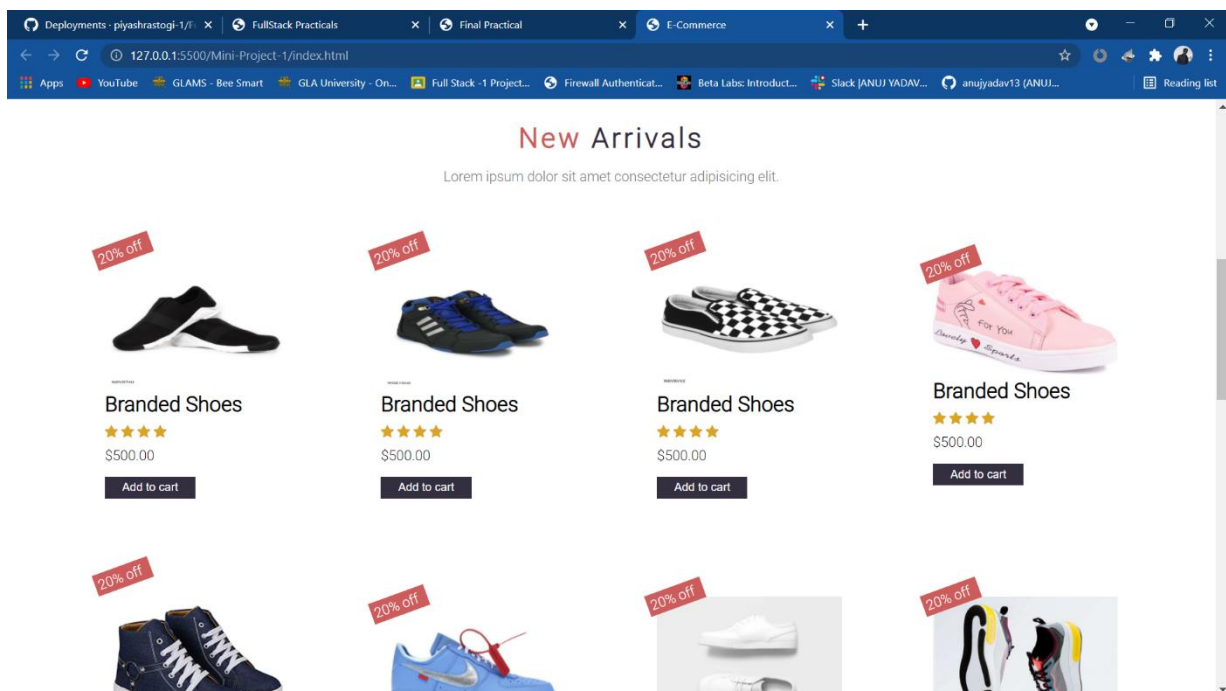 Deployments · piyashrastogi-1/F
FullStack Practicals
Final Practical
E-Commerce
127.0.0.1:5500/Mini-Project-1/index.html
Apps
YouTube
GLAMS - Bee Smart
GLA University - On...
Full Stack -1 Project...
Firewall Authenticat...
Beta Labs: Introduct...
Slack |ANUJ YADAV...
anujyadav13 (ANUJ...
Reading list
New Arrivals
Lorem ipsum dolor sit amet consectetur adipisicing elit.
20% off
20% off
20% off
20% off
FOR YOU
Lovely
Sports
Branded Shoes
Branded Shoes
Branded Shoes
Branded Shoes
$500.00
$500.00
$500.00
$500.00
Add to cart
Add to cart
Add to cart
Add to cart
20% off
20% off
20% off
20% off